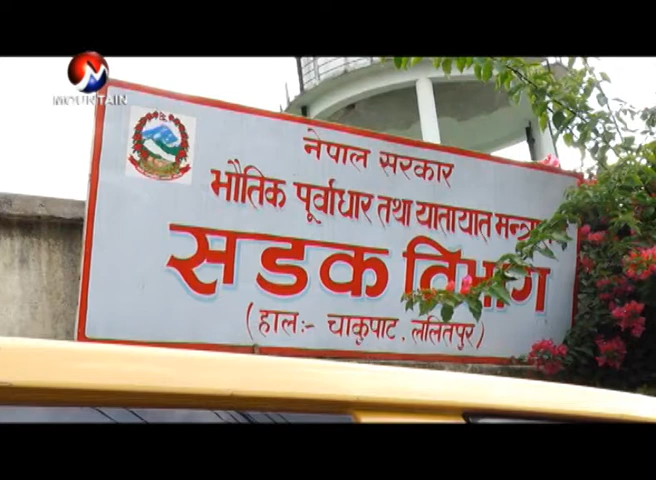 MOUNTAIN
नेपाल सरकार
भौतिक पूर्वाधार तथा यातायात
सडक विभाग
(हाल:- चाकुपाट, ललितपुर)